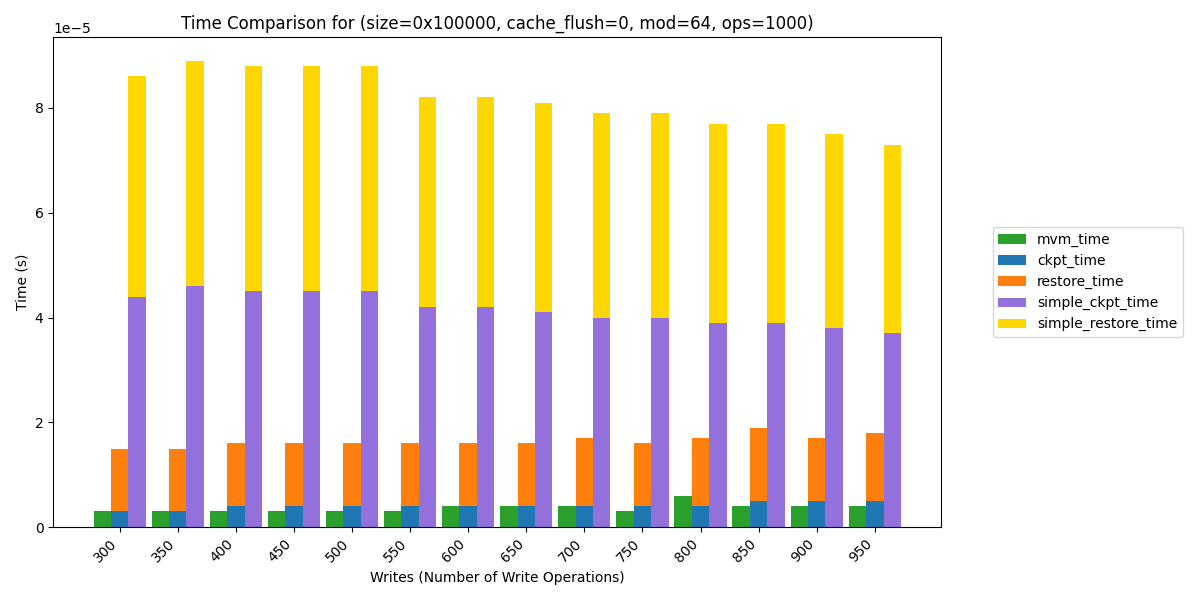 Time Comparison for (size=0x100000, cache_flush=0, mod=64, ops=1000)
1e−5
8
6
4
2
0
Time (s)
300
350
400
450
500
550
600
650
700
750
800
850
900
950
Writes (Number of Write Operations)
mvm_time
ckpt_time
restore_time
simple_ckpt_time
simple_restore_time